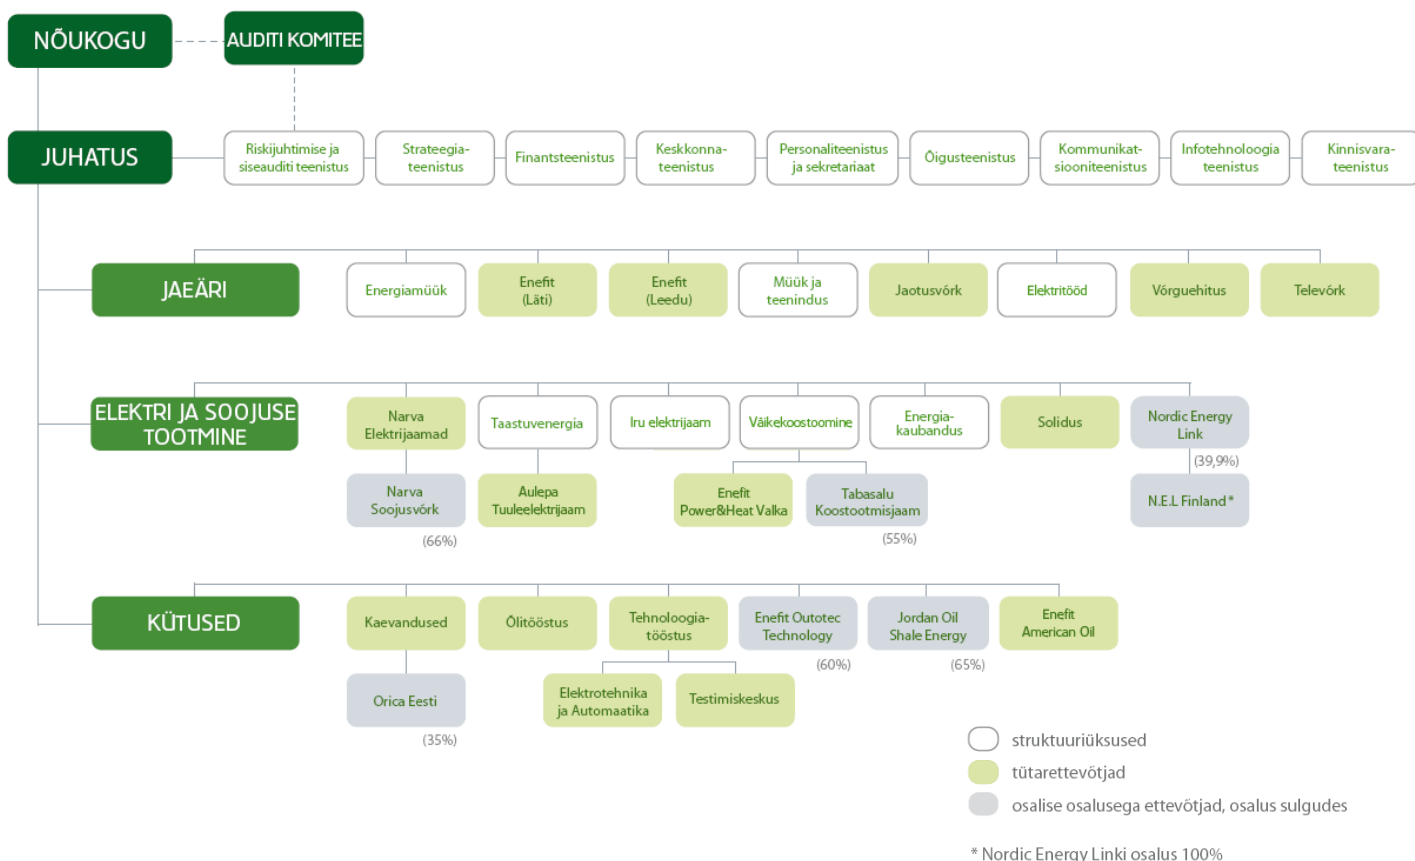 NÕUKOGU
AUDITI KOMITEE
JUHATUS
Riskijuhtimise ja
siseauditi teenistus
Strateegia-
teenistus
Finantsteenistus
Keskkonna-
teenistus
Personaliteenistus
ja sekretariaat
Õigusteenistus
Kommunikat-
siooniteenistus
Infotehnoloogia
teenistus
Kinnisvara-
teenistus
JAEÄRI
Energiamüük
Enefit
(Läti)
Enefit
(Leedu)
Müük ja
teenindus
Jaotusvõrk
Elektritööd
Võrguehitus
Televõrk
ELEKTRI JA SOOJUSE
TOOTMINE
Narva
Elektrijaamad
Taastuvenergia
Iru elektrijaam
Väikekoostoomine
Energia-
kaubandus
Solidus
Nordic Energy
Link
(39,9%)
Narva
Soojusvõrk
(66%)
Aulepa
Tuuleelektrijaam
Enefit
Power&Heat Valka
Tabasalu
Koostootmisjaam
(55%)
N.E.L Finland *
KÜTUSED
Kaevandused
Õlitööstus
Tehnoloogia-
tööstus
Enefit Outotec
Technology
(60%)
Jordan Oil
Shale Energy
(65%)
Enefit
American Oil
Orica Eesti
(35%)
Elektrotehnika
ja Automaatika
Testimiskeskus
struktuuriüksused
tütarettevõtjad
osalise osalusega ettevõtjad, osalus sulgudes
* Nordic Energy Linki osalus 100%